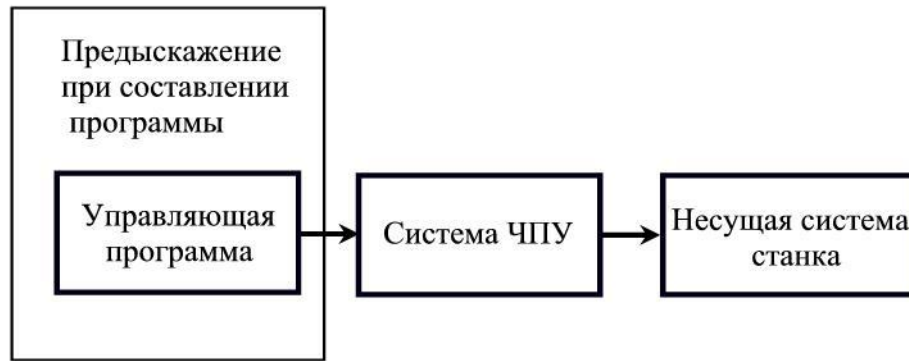 Предыскажение
при составлении
программы
Управляющая
программа
Система ЧПУ
Несущая система
станка